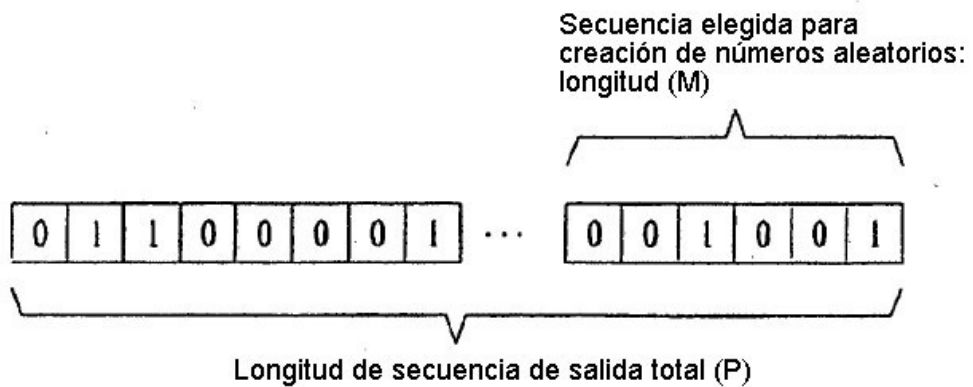 Secuencia elegida para
creación de números aleatorios:
longitud (M)
0 1 1 0 0 0 0 1 ... 0 0 1 0 0 1
Longitud de secuencia de salida total (P)